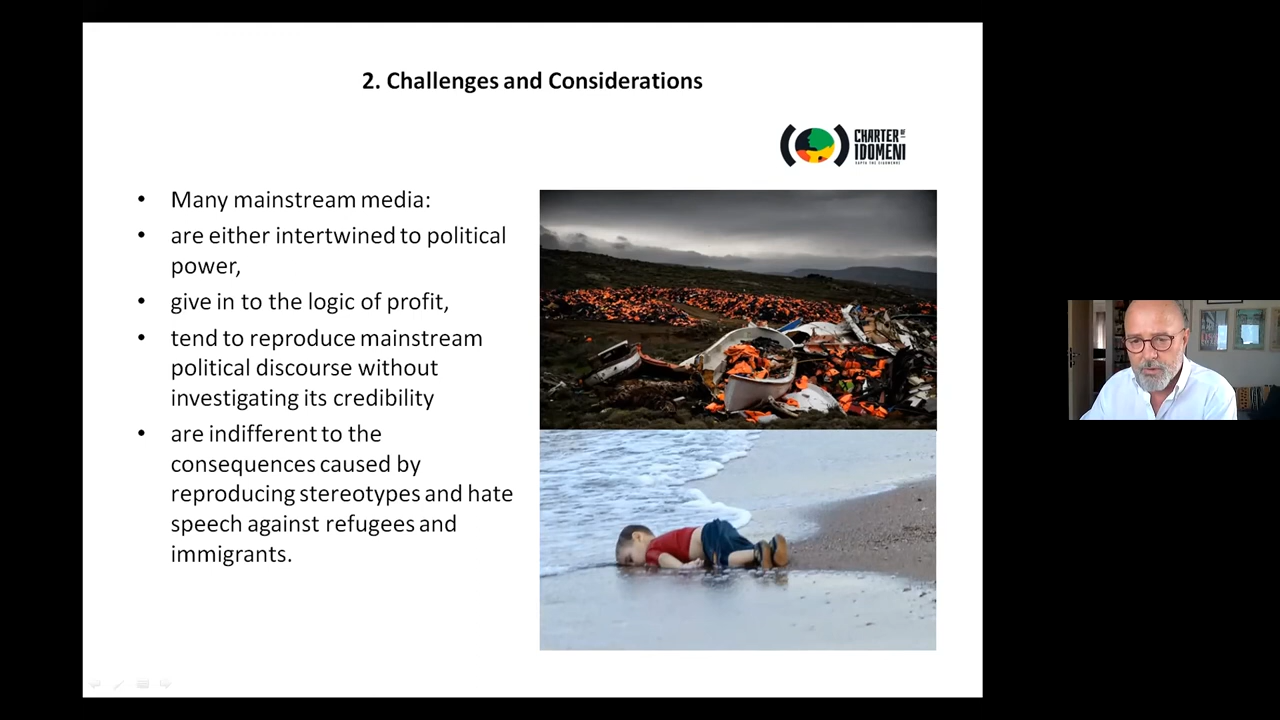 2. Challenges and Considerations
CHARTER OF
IDOMENI
• Many mainstream media:
• are either intertwined to political
power,
• give in to the logic of profit,
• tend to reproduce mainstream
political discourse without
investigating its credibility
• are indifferent to the
consequences caused by
reproducing stereotypes and hate
speech against refugees and
immigrants.